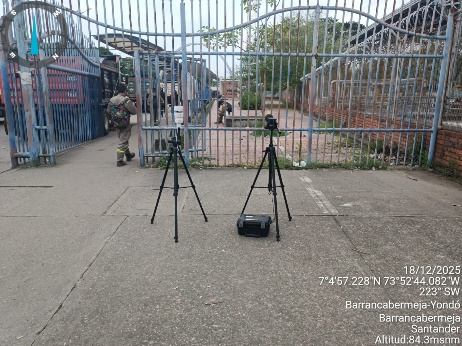 18/12/2025
7°4'57.228"N 73°52'44.082"W
223° SW
Barrancabermeja-Yondó
Barrancabermeja
Santander
Altitud:84.3msnm